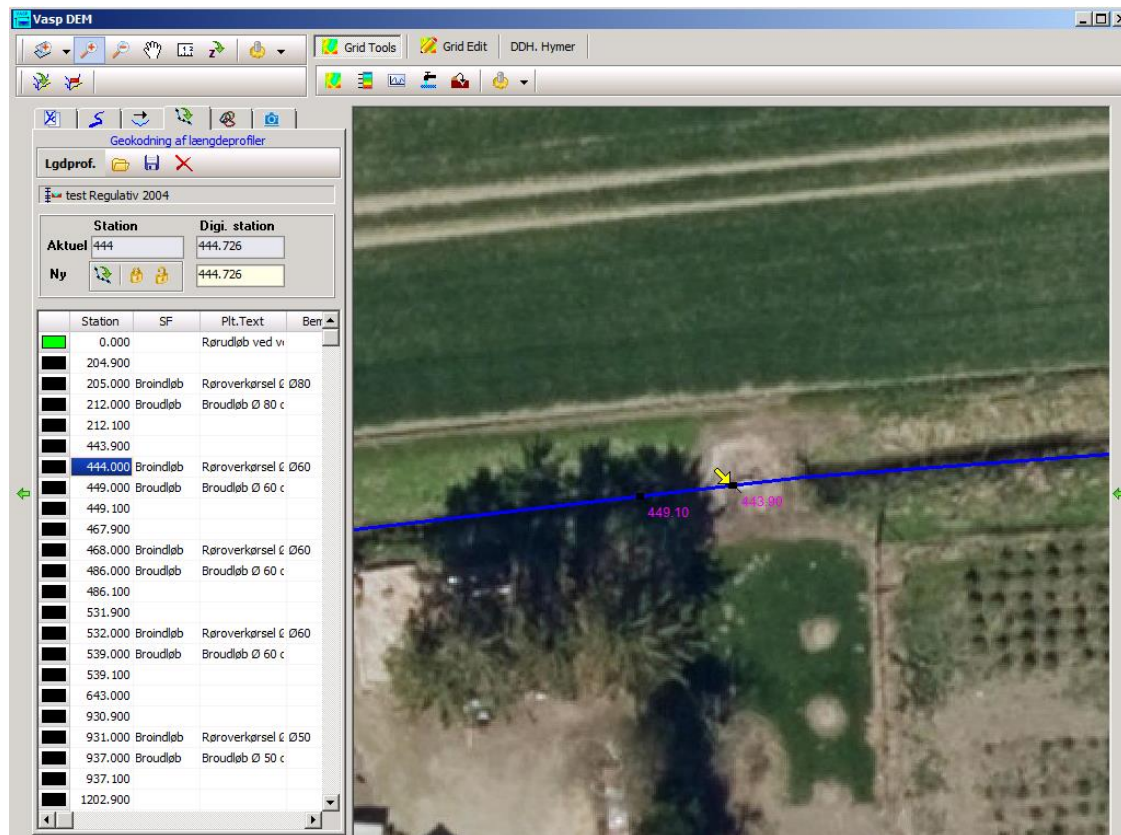 Vasp DEM
Grid Tools Grid Edit DDH. Hymer
Geokodning af længdeprofiler
Lgdprof.
test Regulativ 2004
Station Digi. station
Aktuel 444 444.726
Ny 444.726
Station SF Plt.Text Bem
0.000 Rørudløb ved v
204.900
205.000 Broindløb Røroverkørsel Ø Ø80
212.000 Broudløb Broudløb Ø 80 c
212.100
443.900
444.000 Broindløb Røroverkørsel Ø Ø60
449.000 Broudløb Broudløb Ø 60 c
449.100
467.900
468.000 Broindløb Røroverkørsel Ø Ø60
486.000 Broudløb Broudløb Ø 60 c
486.100
531.900
532.000 Broindløb Røroverkørsel Ø Ø60
539.000 Broudløb Broudløb Ø 60 c
539.100
643.000
930.900
931.000 Broindløb Røroverkørsel Ø Ø50
937.000 Broudløb Broudløb Ø 50 c
937.100
1202.900
449.10
443.90